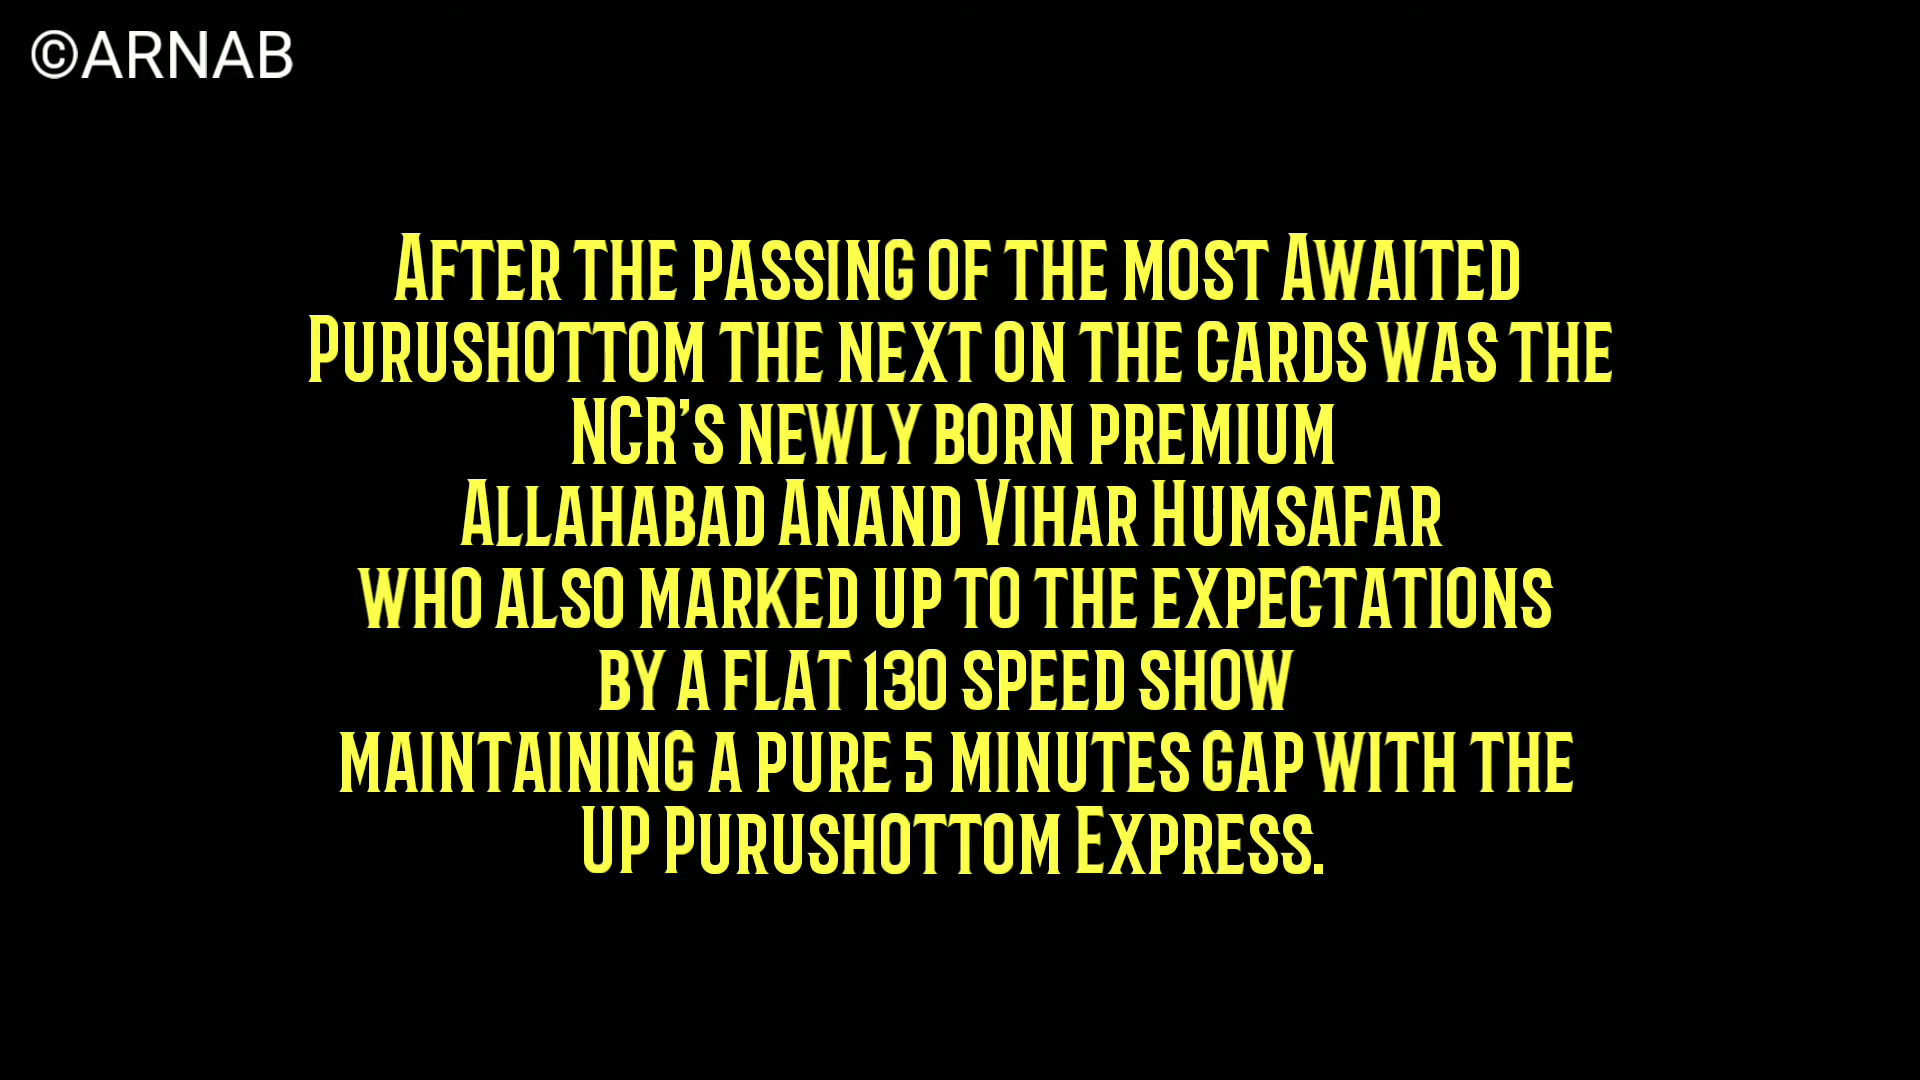 ©ARNAB
After the passing of the most Awaited
Purushottom the next on the cards was the
NCR's newly born premium
Allahabad Anand Vihar Humsafar
who also marked up to the expectations
by a flat 130 speed show
maintaining a pure 5 minutes gap with the
UP Purushottom Express.